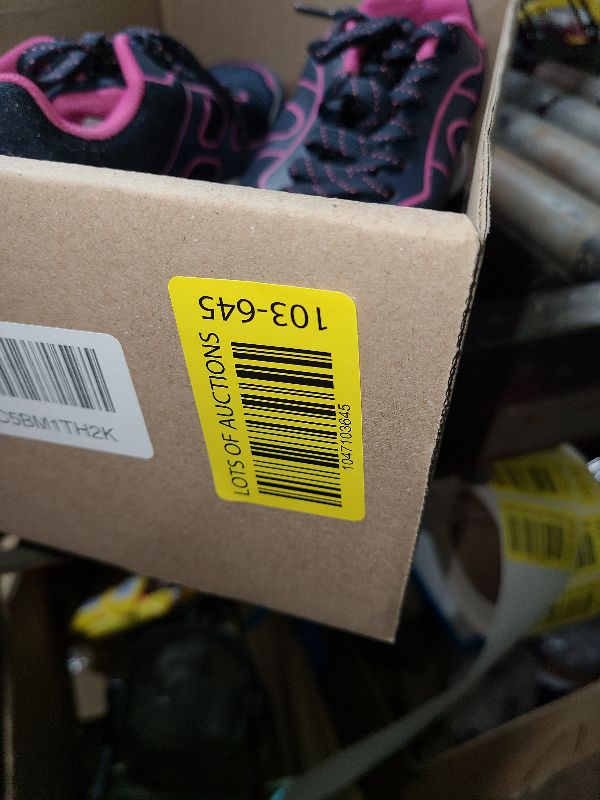 103-645
LOTS OF AUCTIONS
1047103645
C5BM1TH2K